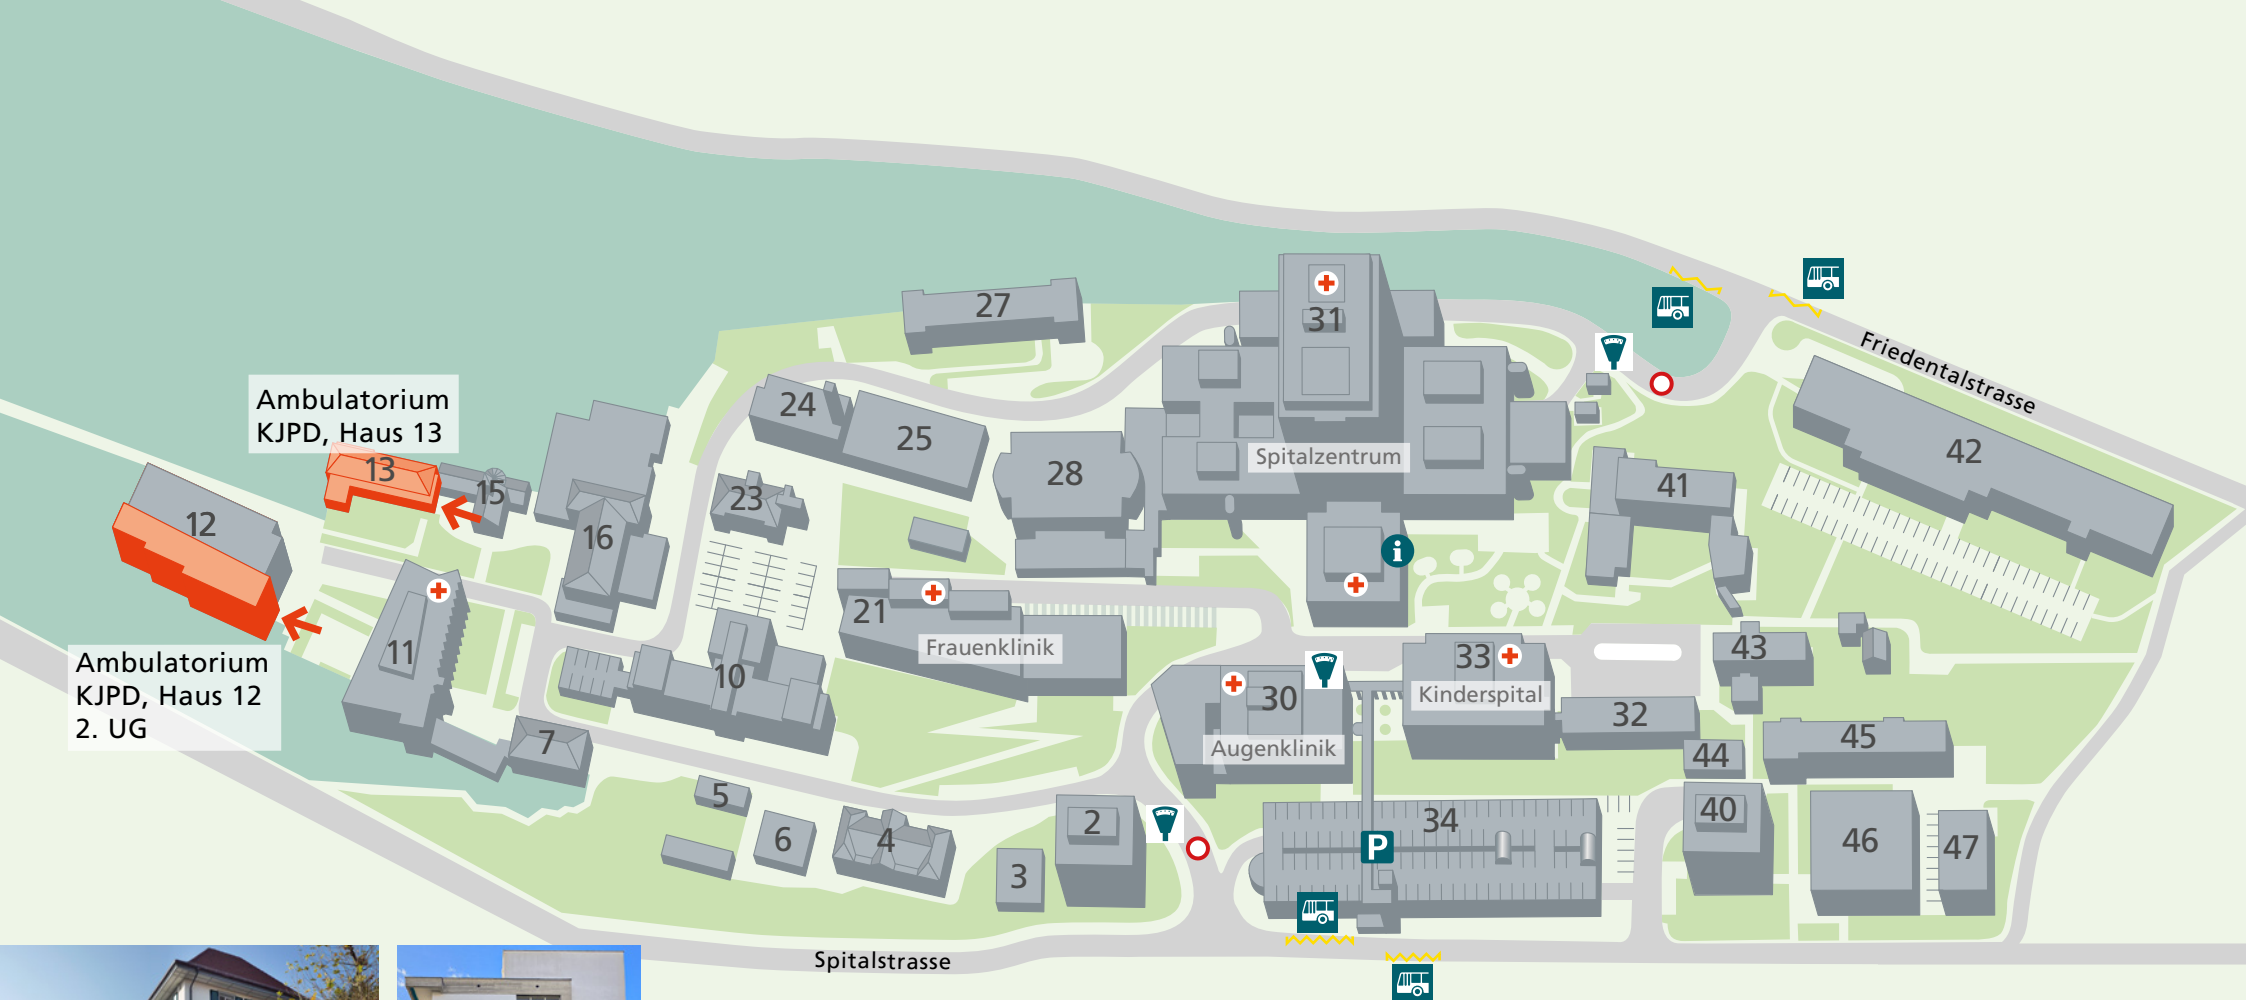 27
31
Friedentalstrasse
Ambulatorium
KJPD, Haus 13
24
25
28
Spitalzentrum
42
13
15
23
41
12
16
i
21
Frauenklinik
11
10
33
43
Ambulatorium
KJPD, Haus 12
2. UG
30
Kinderspital
32
7
Augenklinik
44
45
5
6
4
2
34
P
40
46
47
3
Spitalstrasse